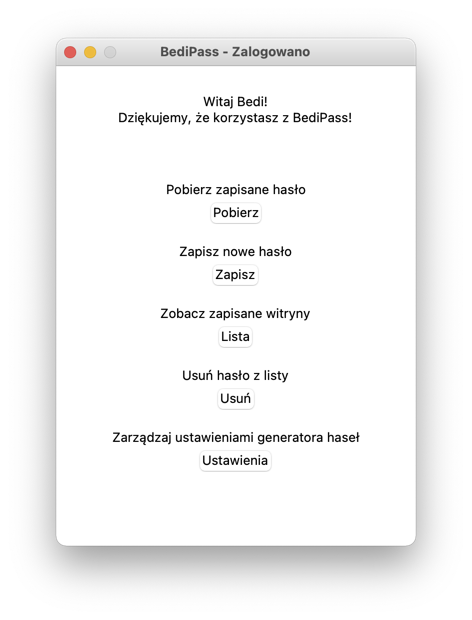 BediPass - Zalogowano
Witaj Bedi!
Dziękujemy, że korzystasz z BediPass!
Pobierz zapisane hasło
Pobierz
Zapisz nowe hasło
Zapisz
Zobacz zapisane witryny
Lista
Usuń hasło z listy
Usuń
Zarządzaj ustawieniami generatora haseł
Ustawienia